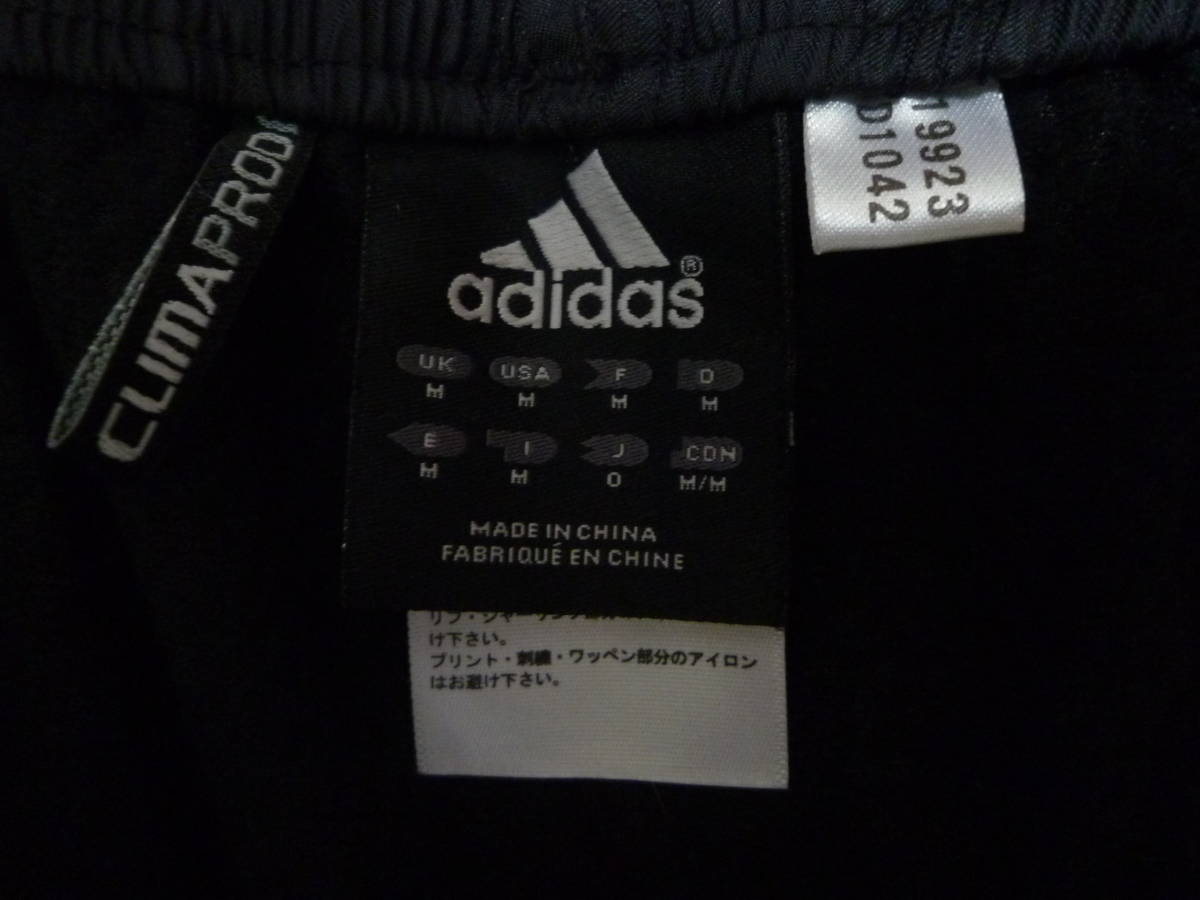 CLIMAPROOF
adidas®
UK USA F D
M M M M
E I J CDN
M M O M/M
MADE IN CHINA
FABRIQUÉ EN CHINE
け下さい。
プリント・刺繍・ワッペン部分のアイロン
はお避け下さい。
19923
D1042